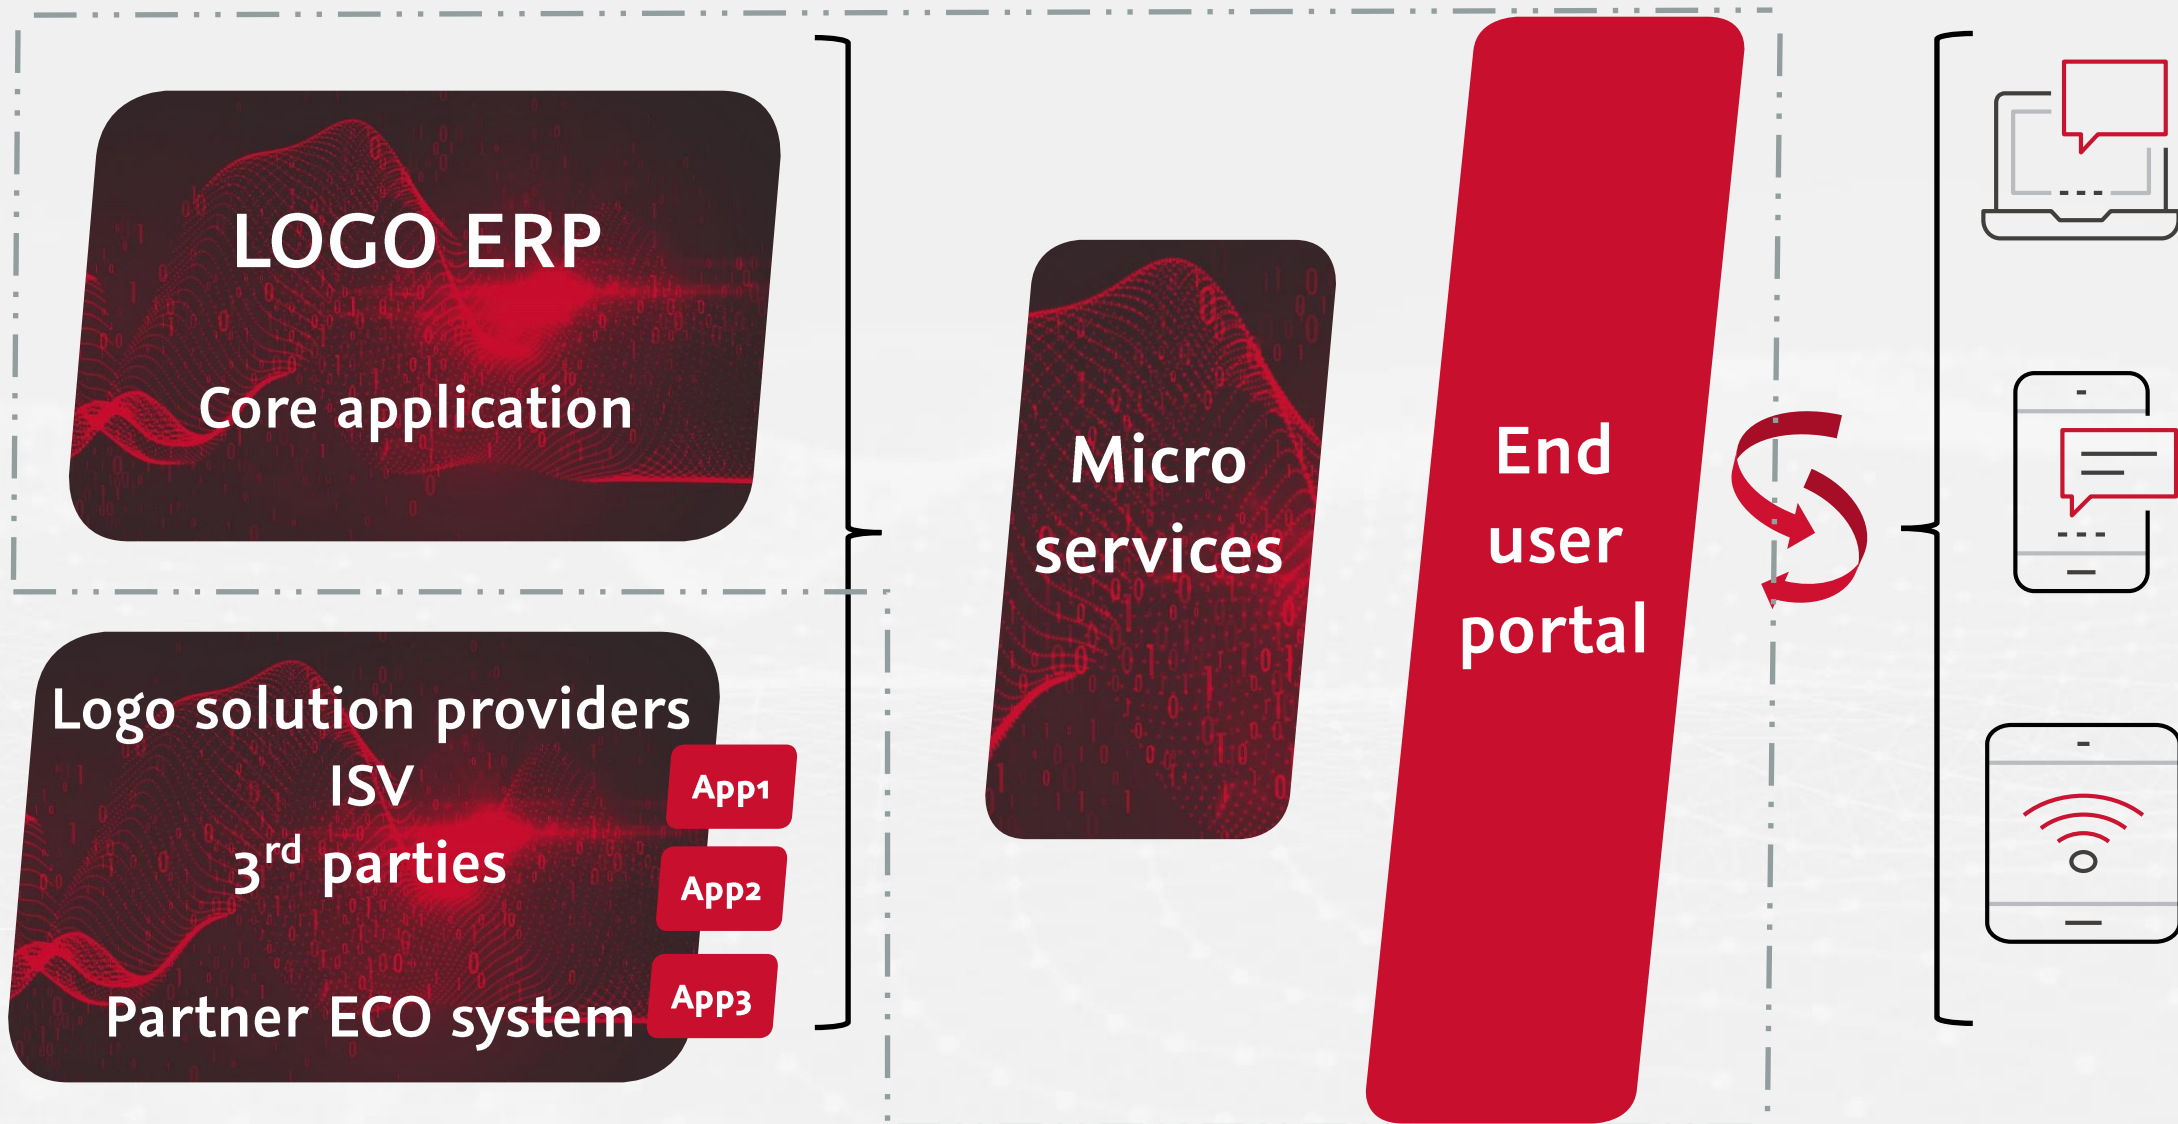 LOGO ERP
Core application
Logo solution providers
ISV
3rd parties
Partner ECO system
App1
App2
App3
Micro
services
End
user
portal